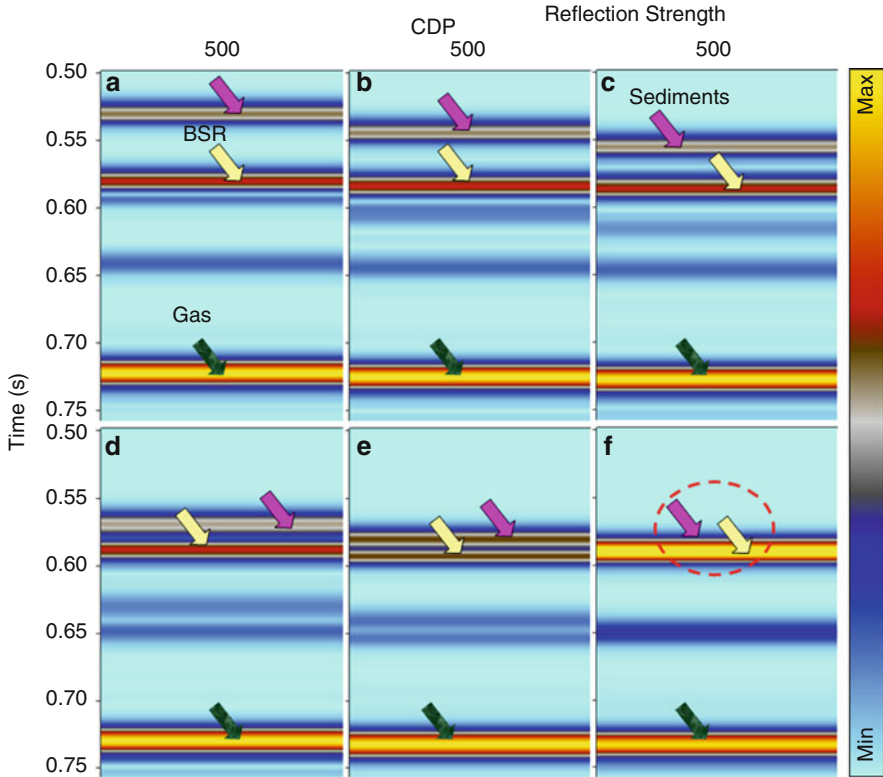 Reflection Strength
CDP
500 500 500
0.50 a b c Max
Sediments
0.55 BSR
0.60
0.65
Gas
0.70
0.75
Time (s)
0.50 d e f
0.55
0.60
0.65
0.70
0.75 Min